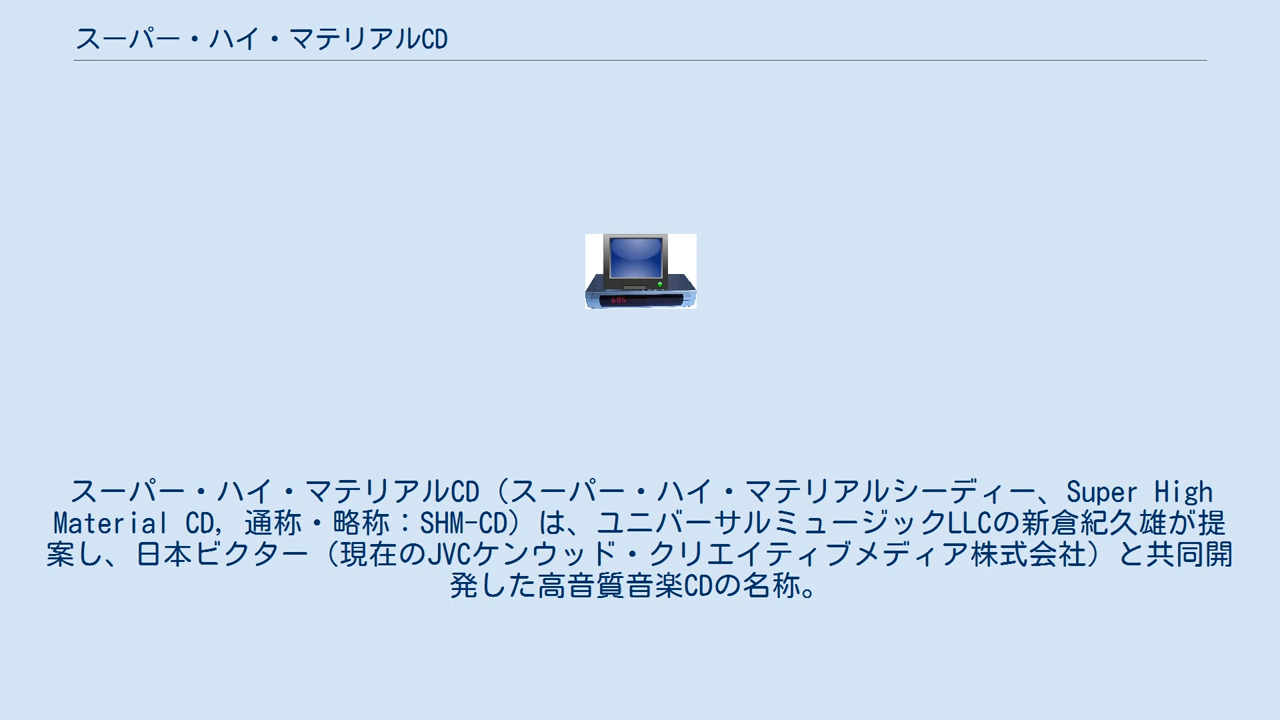 スーパー・ハイ・マテリアルCD
685
スーパー・ハイ・マテリアルCD（スーパー・ハイ・マテリアルシーディー、Super High
Material CD, 通称・略称：SHM-CD）は、ユニバーサルミュージックLLCの新倉紀久雄が提
案し、日本ビクター（現在のJVCケンウッド・クリエイティブメディア株式会社）と共同開
発した高音質音楽CDの名称。